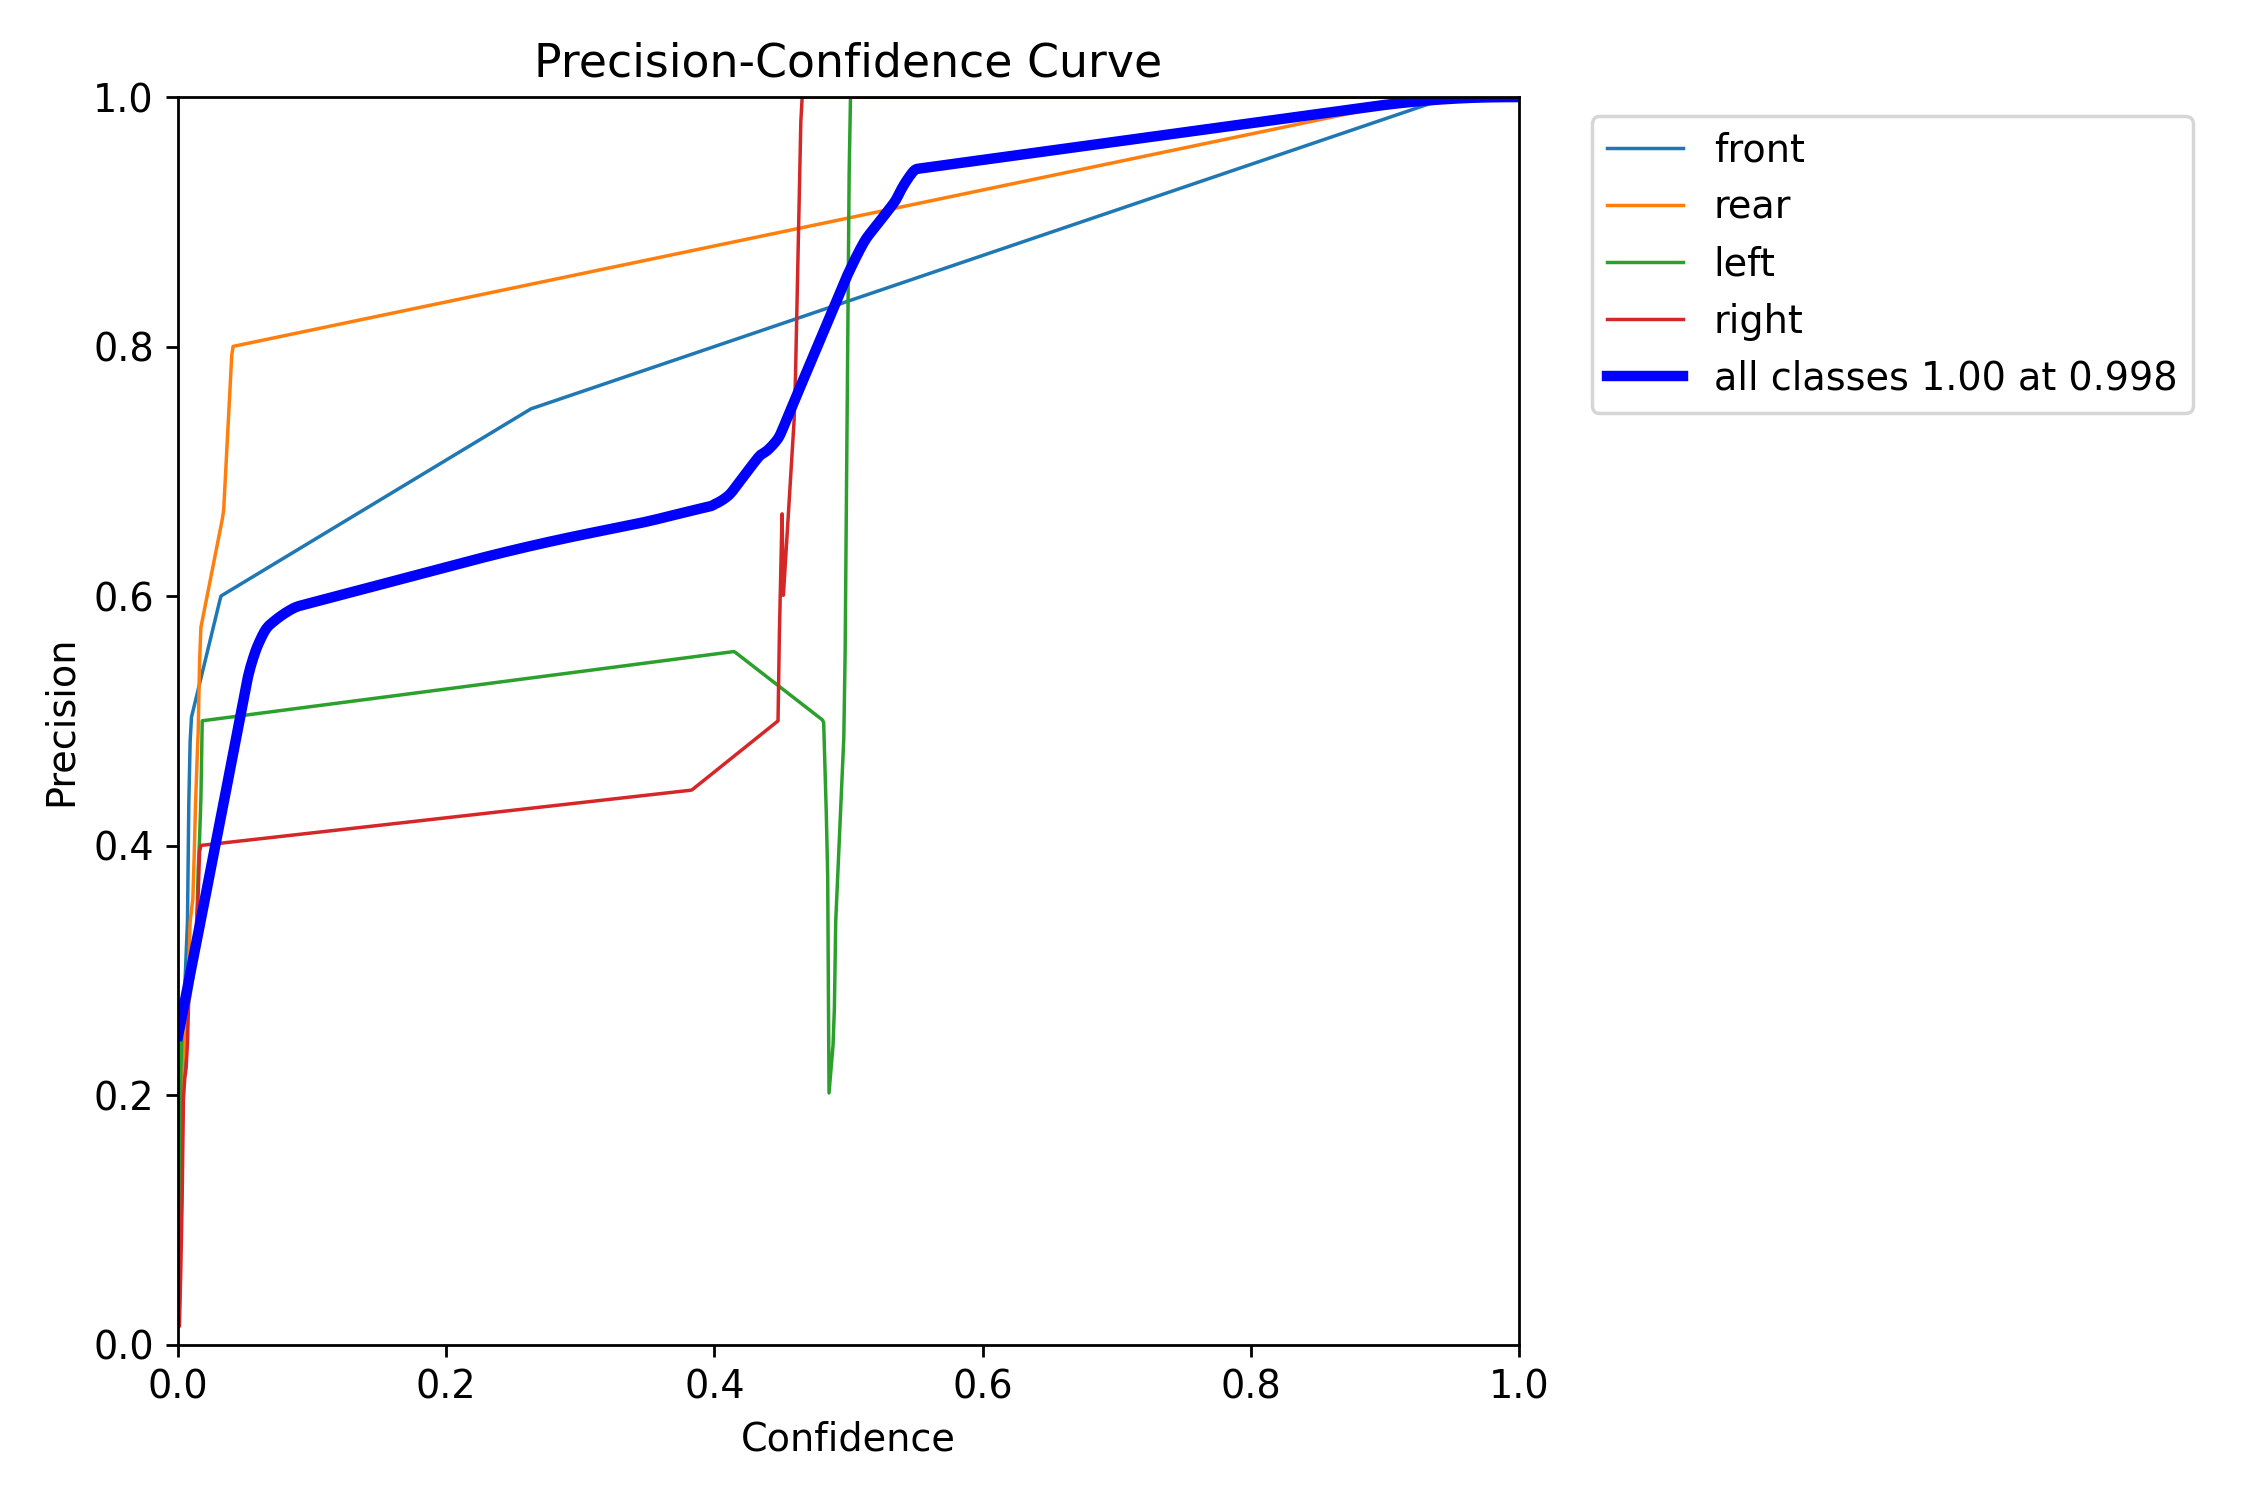 Precision-Confidence Curve
1.0
0.8
0.6
0.4
0.2
0.0
Precision
0.0 0.2 0.4 0.6 0.8 1.0
Confidence
front
rear
left
right
all classes 1.00 at 0.998